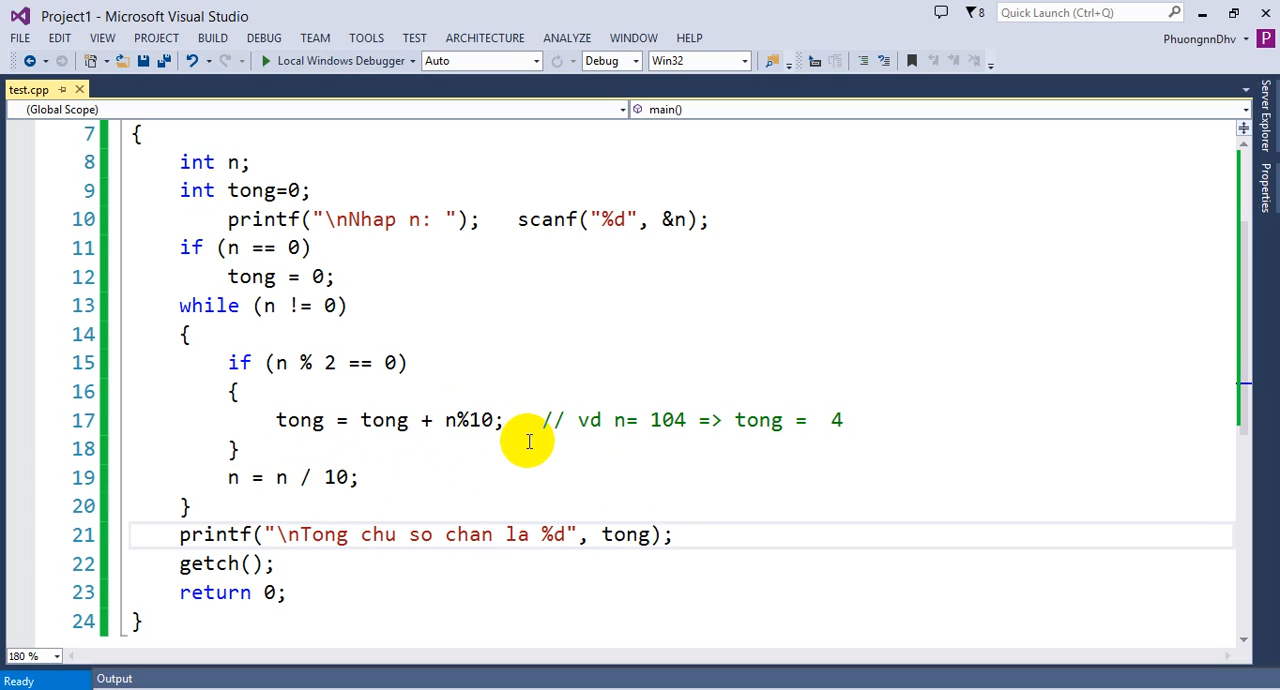 Project1 - Microsoft Visual Studio
8
Quick Launch (Ctrl+Q)
FILE EDIT VIEW PROJECT BUILD DEBUG TEAM TOOLS TEST ARCHITECTURE ANALYZE WINDOW HELP
PhuongnnDhv P
Local Windows Debugger Auto Debug Win32
test.cpp
(Global Scope) main()
Server Explorer
Properties
7 {
8 int n;
9 int tong=0;
10 printf("\nNhap n: "); scanf("%d", &n);
11 if (n == 0)
12 tong = 0;
13 while (n != 0)
14 {
15 if (n % 2 == 0)
16 {
17 tong = tong + n%10; // vd n= 104 => tong = 4
18 }
19 n = n / 10;
20 }
21 printf("\nTong chu so chan la %d", tong);
22 getch();
23 return 0;
24 }
180 %
Ready
Output